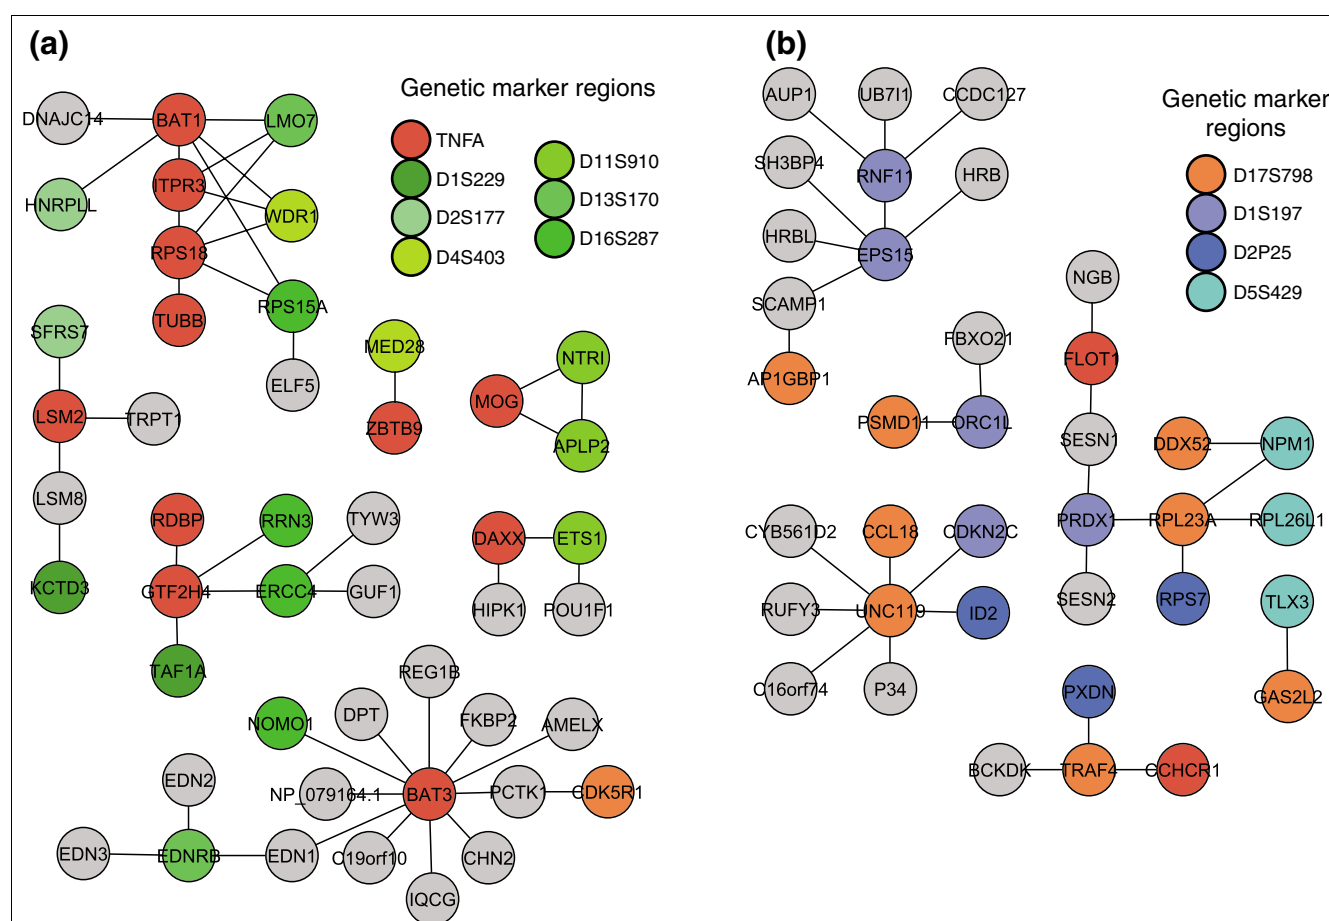 (a)
Genetic marker regions
TNFA
D1S229
D2S177
D4S403
D11S910
D13S170
D16S287
DNAJC14
BAT1
LMO7
ITPR3
HNRPLL
WDR1
RPS18
RPS15A
TUBB
SFRS7
MED28
NTRI
ELF5
MOG
LSM2
TRPT1
ZBTB9
APLP2
LSM8
RDBP
RRN3
TYW3
DAXX
ETS1
KCTD3
GTF2H4
ERCC4
GUF1
HIPK1
POU1F1
TAF1A
REG1B
NOMO1
DPT
FKBP2
AMELX
EDN2
NP_079164.1
BAT3
PCTK1
CDK5R1
EDN3
EDNRB
EDN1
C19orf10
CHN2
IQCG
(b)
Genetic marker
regions
D17S798
D1S197
D2P25
D5S429
AUP1
UB7I1
CCDC127
SH3BP4
RNF11
HRB
HRBL
EPS15
SCAMP1
NGB
FBXO21
FLOT1
AP1GBP1
PSMD11
ORC1L
SESN1
DDX52
NPM1
CYB561D2
CCL18
CDKN2C
PRDX1
RPL23A
RPL26L1
RUFY3
UNC119
ID2
SESN2
RPS7
TLX3
C16orf74
P34
PXDN
GAS2L2
BCKDK
TRAF4
CCHCR1